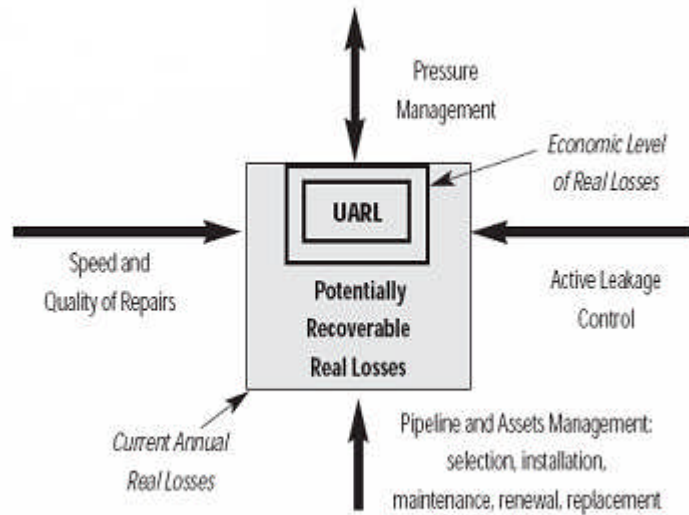 Pressure
Management
Economic Level
of Real Losses
UARL
Speed and
Quality of Repairs
Potentially
Recoverable
Real Losses
Active Leakage
Control
Current Annual
Real Losses
Pipeline and Assets Management:
selection, installation,
maintenance, renewal, replacement